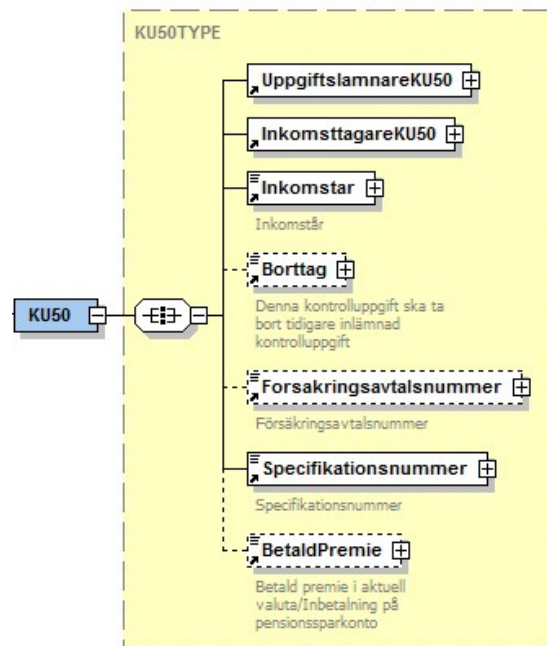 KU50TYPE
UppgiftslamnareKU50
InkomsttagareKU50
Inkomstar
Inkomstår
Borttag
Denna kontrolluppgift ska ta
bort tidigare inlämnad
kontrolluppgift
KU50
Forsakringsavtalsnummer
Försäkringsavtalsnummer
Specifikationsnummer
Specifikationsnummer
BetaldPremie
Betald premie i aktuell
valuta/Inbetalning på
pensionssparkonto